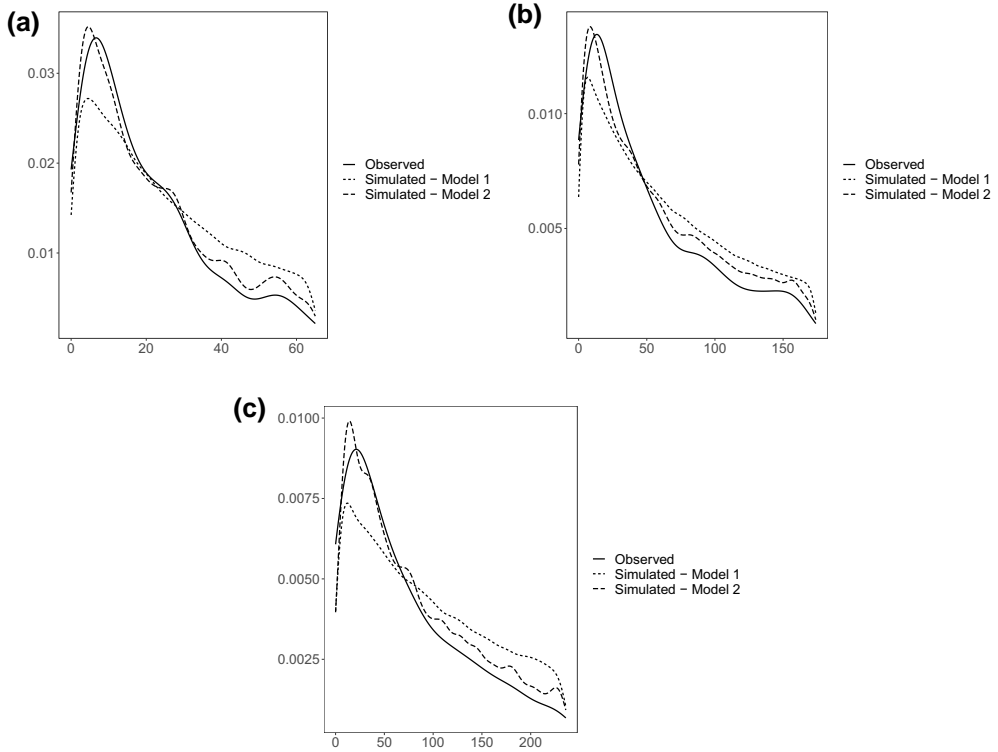 (a)
0.03
0.02
0.01
0
20
40
60
Observed
Simulated − Model 1
Simulated − Model 2
(b)
0.010
0.005
0
50
100
150
Observed
Simulated − Model 1
Simulated − Model 2
(c)
0.0100
0.0075
0.0050
0.0025
0
50
100
150
200
Observed
Simulated − Model 1
Simulated − Model 2